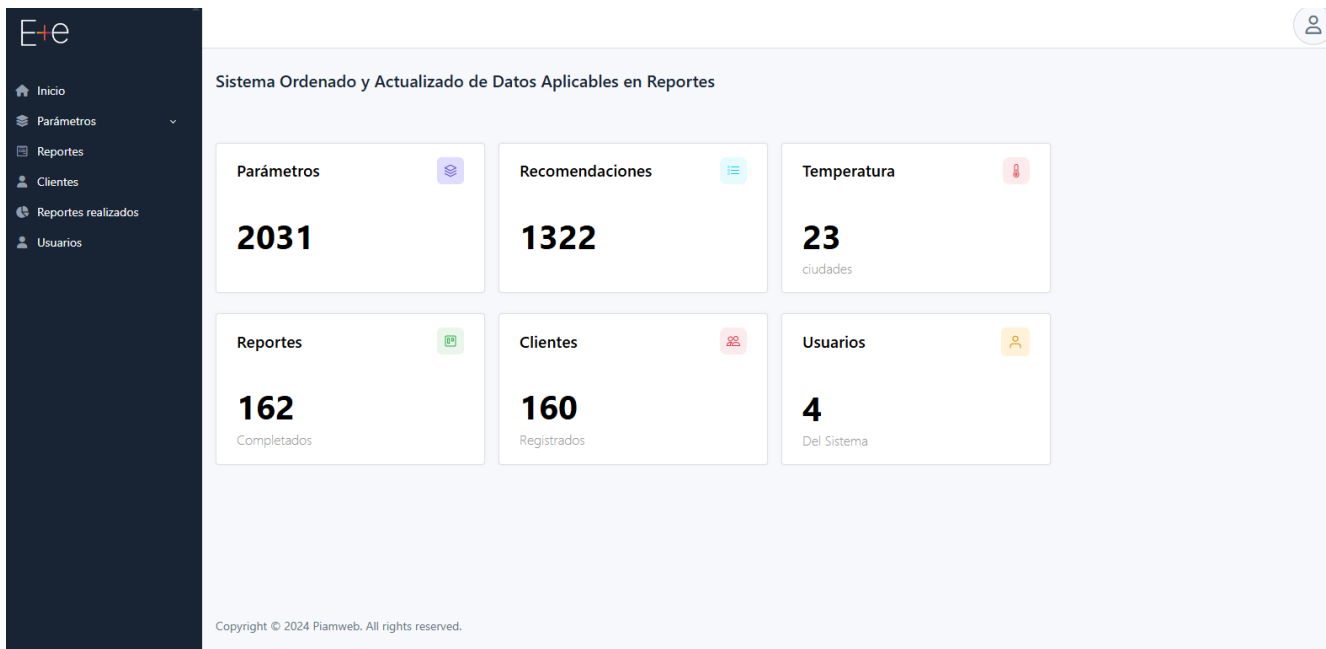 E+e
Inicio
Parámetros
Reportes
Clientes
Reportes realizados
Usuarios
Sistema Ordenado y Actualizado de Datos Aplicables en Reportes
Parámetros
2031
Recomendaciones
1322
Temperatura
23
ciudades
Reportes
162
Completados
Clientes
160
Registrados
Usuarios
4
Del Sistema
Copyright © 2024 Piamweb. All rights reserved.